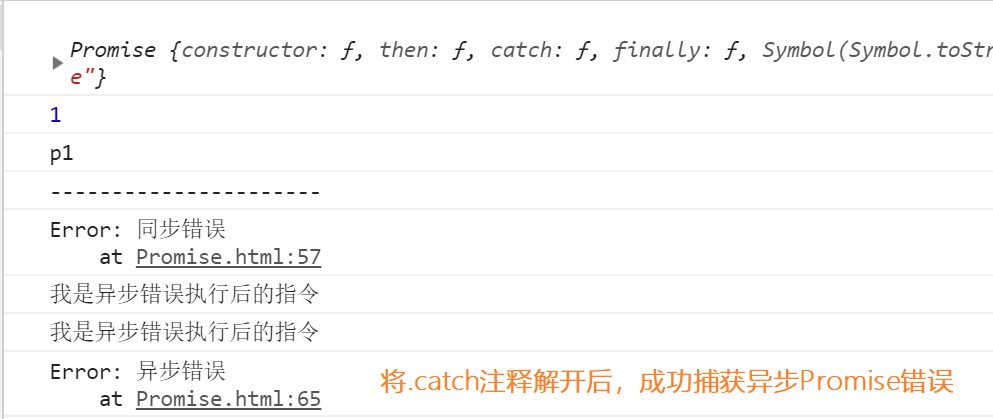 Promise {constructor: ƒ, then: ƒ, catch: ƒ, finally: ƒ, Symbol(Symbol.toStr
e"}
1
p1
----------------------
Error: 同步错误
at Promise.html:57
我是异步错误执行后的指令
我是异步错误执行后的指令
Error: 异步错误
at Promise.html:65
将.catch注释解开后，成功捕获异步Promise错误